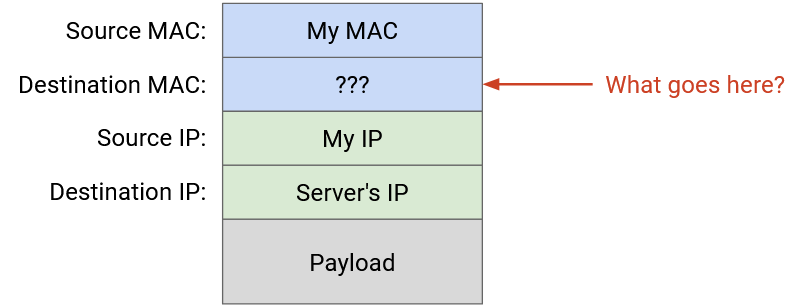 Source MAC: My MAC
Destination MAC: ??? What goes here?
Source IP: My IP
Destination IP: Server's IP
Payload